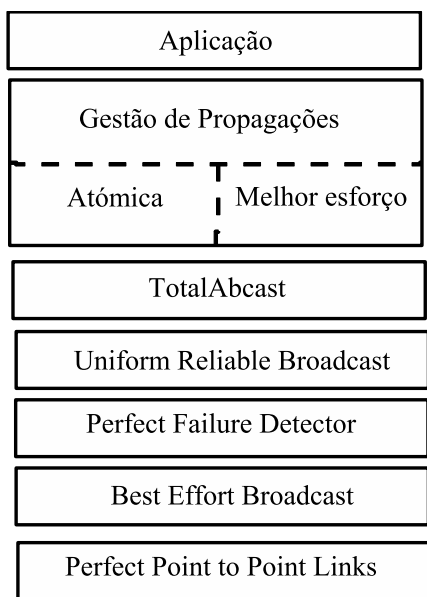 Aplicação
Gestão de Propagações
Atómica
Melhor esforço
TotalAbcast
Uniform Reliable Broadcast
Perfect Failure Detector
Best Effort Broadcast
Perfect Point to Point Links